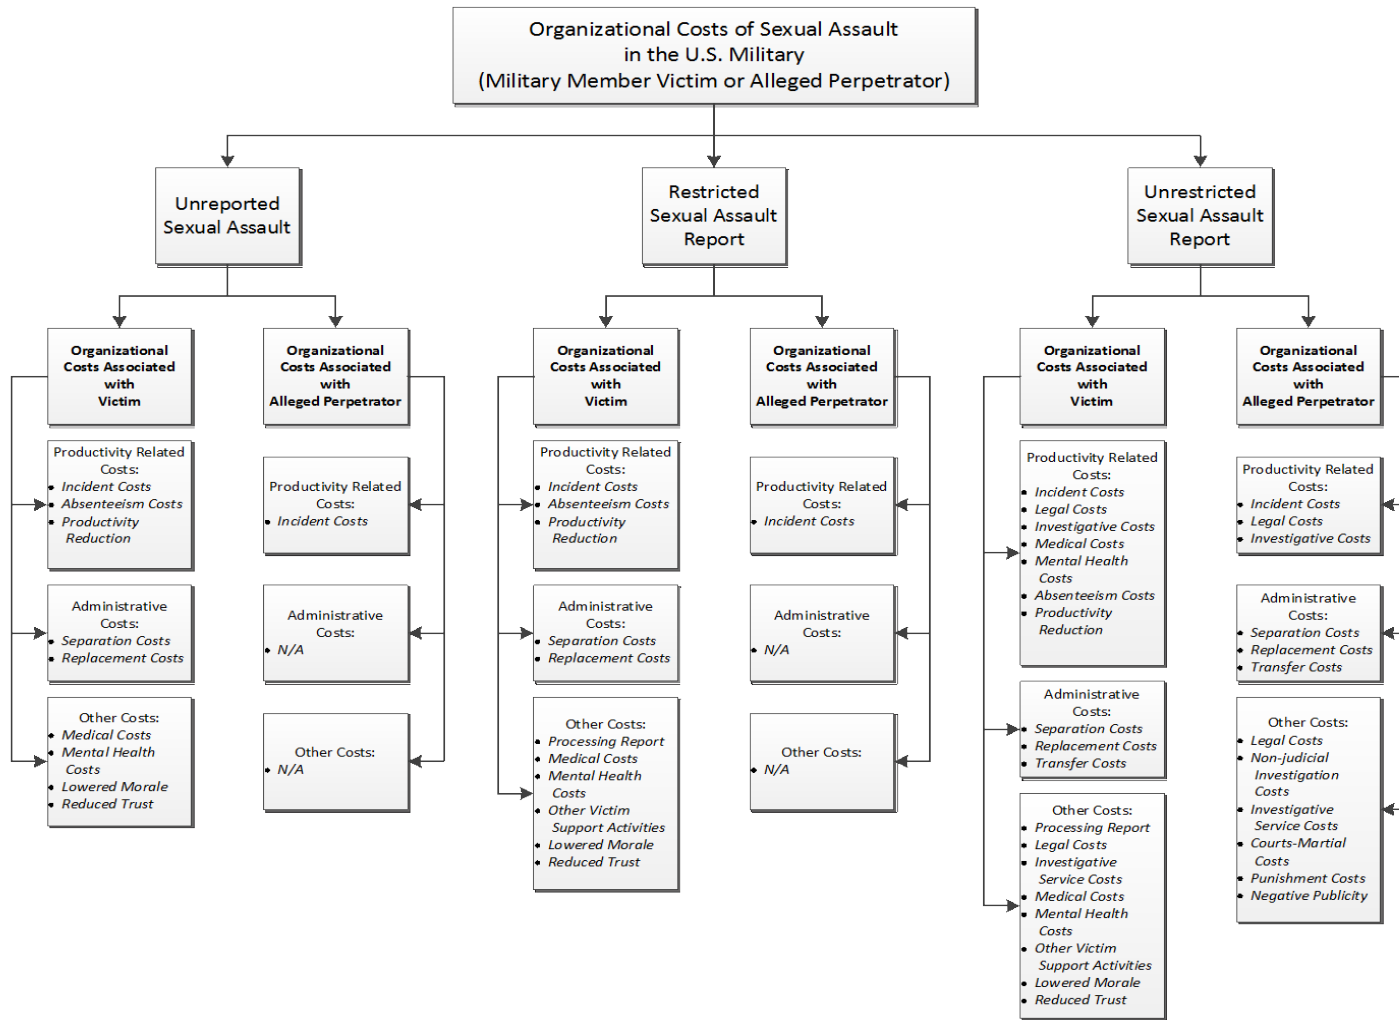 Organizational Costs of Sexual Assault
in the U.S. Military
(Military Member Victim or Alleged Perpetrator)
Unreported
Sexual Assault
Restricted
Sexual Assault
Report
Unrestricted
Sexual Assault
Report
Organizational
Costs Associated
with
Victim
Organizational
Costs Associated
with
Alleged Perpetrator
Organizational
Costs Associated
with
Victim
Organizational
Costs Associated
with
Alleged Perpetrator
Organizational
Costs Associated
with
Victim
Organizational
Costs Associated
with
Alleged Perpetrator
Productivity Related
Costs:
• Incident Costs
• Absenteeism Costs
• Productivity
Reduction
Administrative
Costs:
• Separation Costs
• Replacement Costs
Other Costs:
• Medical Costs
• Mental Health
Costs
• Lowered Morale
• Reduced Trust
Productivity Related
Costs:
• Incident Costs
Administrative
Costs:
• N/A
Other Costs:
• N/A
Productivity Related
Costs:
• Incident Costs
• Absenteeism Costs
• Productivity
Reduction
Administrative
Costs:
• Separation Costs
• Replacement Costs
Other Costs:
• Processing Report
• Medical Costs
• Mental Health
Costs
• Other Victim
Support Activities
• Lowered Morale
• Reduced Trust
Productivity Related
Costs:
• Incident Costs
Administrative
Costs:
• N/A
Other Costs:
• N/A
Productivity Related
Costs:
• Incident Costs
• Legal Costs
• Investigative Costs
• Medical Costs
• Mental Health
Costs
• Absenteeism Costs
• Productivity
Reduction
Administrative
Costs:
• Separation Costs
• Replacement Costs
• Transfer Costs
Other Costs:
• Processing Report
• Legal Costs
• Investigative
Service Costs
• Medical Costs
• Mental Health
Costs
• Other Victim
Support Activities
• Lowered Morale
• Reduced Trust
Productivity Related
Costs:
• Incident Costs
• Legal Costs
• Investigative Costs
Administrative
Costs:
• Separation Costs
• Replacement Costs
• Transfer Costs
Other Costs:
• Legal Costs
• Non-judicial
Investigation
Costs
• Investigative
Service Costs
• Courts-Martial
Costs
• Punishment Costs
• Negative Publicity